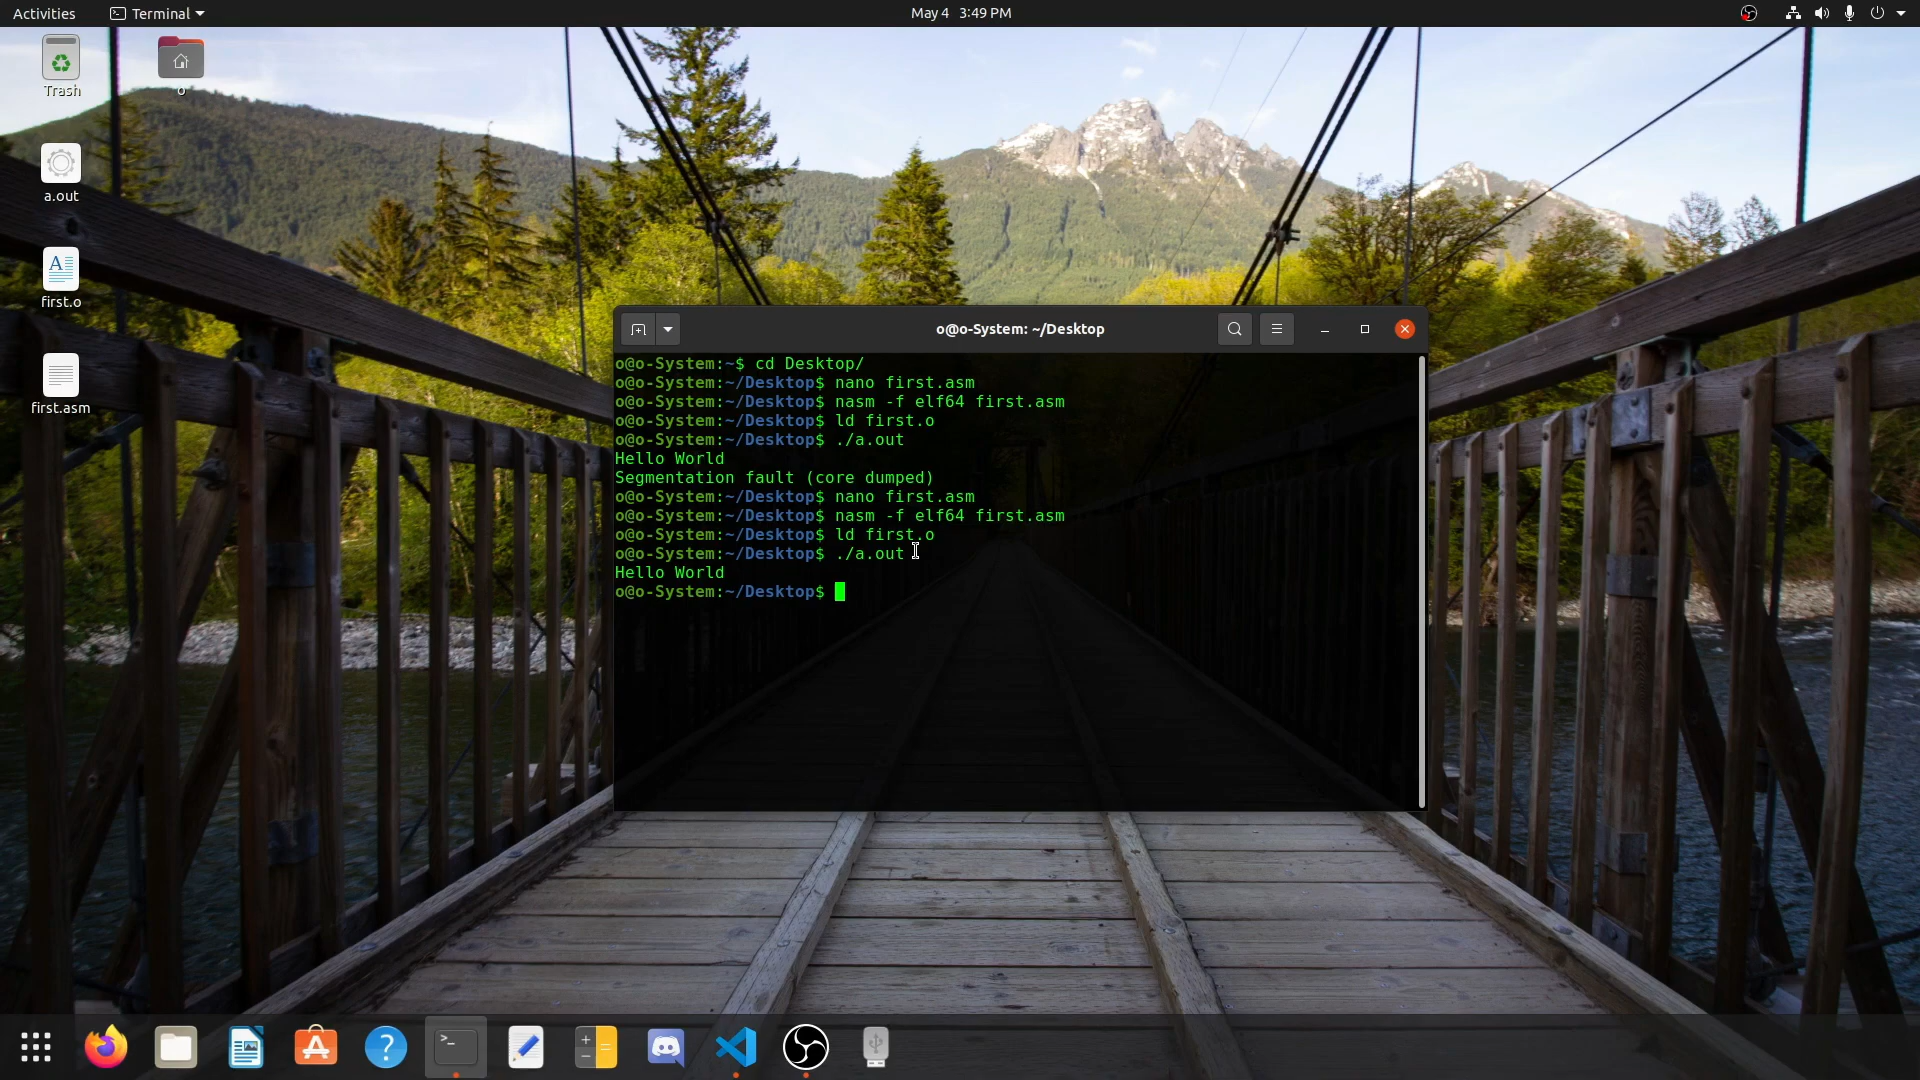 Activities
Terminal
May 4 3:49 PM
Trash
o
a.out
first.o
first.asm
o@o-System: ~/Desktop
o@o-System:~$ cd Desktop/
o@o-System:~/Desktop$ nano first.asm
o@o-System:~/Desktop$ nasm -f elf64 first.asm
o@o-System:~/Desktop$ ld first.o
o@o-System:~/Desktop$ ./a.out
Hello World
Segmentation fault (core dumped)
o@o-System:~/Desktop$ nano first.asm
o@o-System:~/Desktop$ nasm -f elf64 first.asm
o@o-System:~/Desktop$ ld first.o
o@o-System:~/Desktop$ ./a.out
Hello World
o@o-System:~/Desktop$